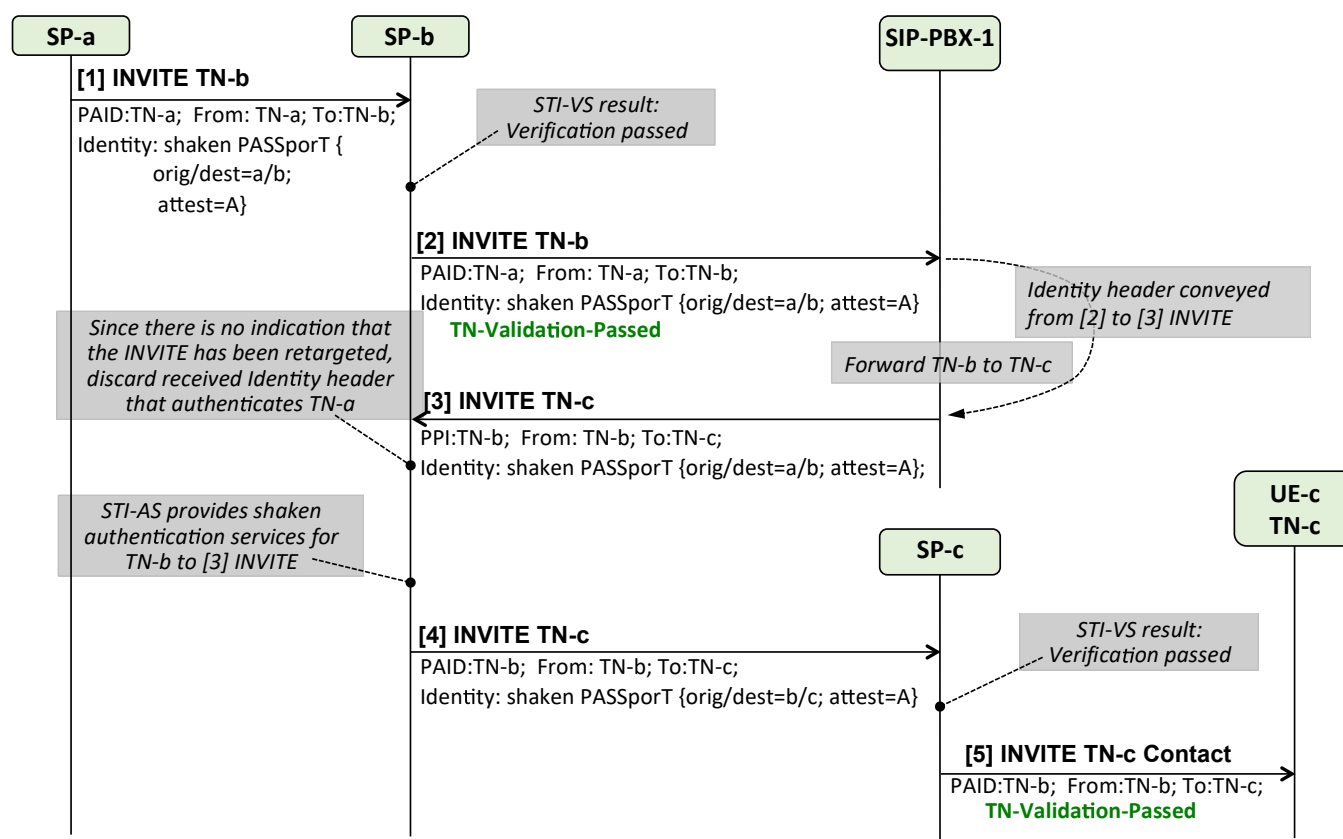 SP-a
SP-b
SIP-PBX-1
[1] INVITE TN-b
PAID:TN-a; From: TN-a; To:TN-b;
Identity: shaken PASSporT {
orig/dest=a/b;
attest=A}
STI-VS result:
Verification passed
[2] INVITE TN-b
PAID:TN-a; From: TN-a; To:TN-b;
Identity: shaken PASSporT {orig/dest=a/b; attest=A}
TN-Validation-Passed
Identity header conveyed
from [2] to [3] INVITE
Since there is no indication that
the INVITE has been retargeted,
discard received Identity header
that authenticates TN-a
Forward TN-b to TN-c
[3] INVITE TN-c
PPI:TN-b; From: TN-b; To:TN-c;
Identity: shaken PASSporT {orig/dest=a/b; attest=A};
UE-c
TN-c
STI-AS provides shaken
authentication services for
TN-b to [3] INVITE
SP-c
[4] INVITE TN-c
PAID:TN-b; From: TN-b; To:TN-c;
Identity: shaken PASSporT {orig/dest=b/c; attest=A}
STI-VS result:
Verification passed
[5] INVITE TN-c Contact
PAID:TN-b; From:TN-b; To:TN-c;
TN-Validation-Passed